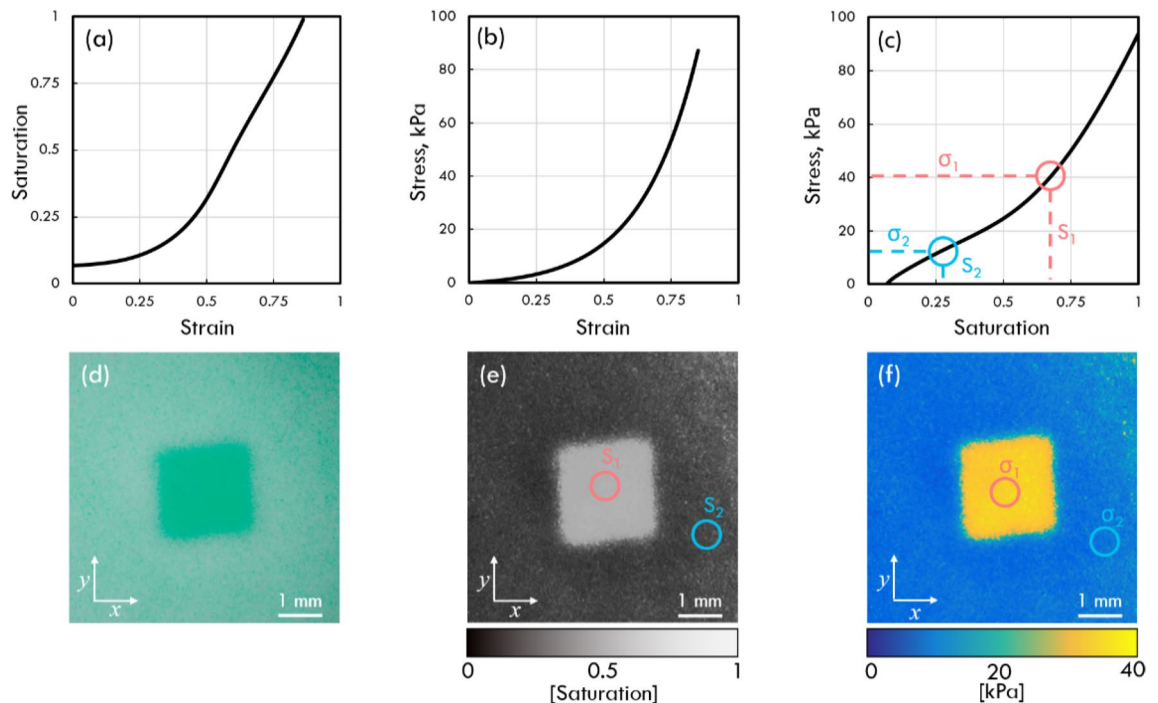 (a)
Saturation
1
0.75
0.5
0.25
0
0 0.25 0.5 0.75 1
Strain
(b)
Stress, kPa
100
80
60
40
20
0
0 0.25 0.5 0.75 1
Strain
(c)
Stress, kPa
100
80
60
40
20
0
σ₁
σ₂
S₁
S₂
0 0.25 0.5 0.75 1
Saturation
(d)
y
x
1 mm
(e)
S₁
S₂
y
x
1 mm
0 0.5 1
[Saturation]
(f)
σ₁
σ₂
y
x
1 mm
0 20 40
[kPa]